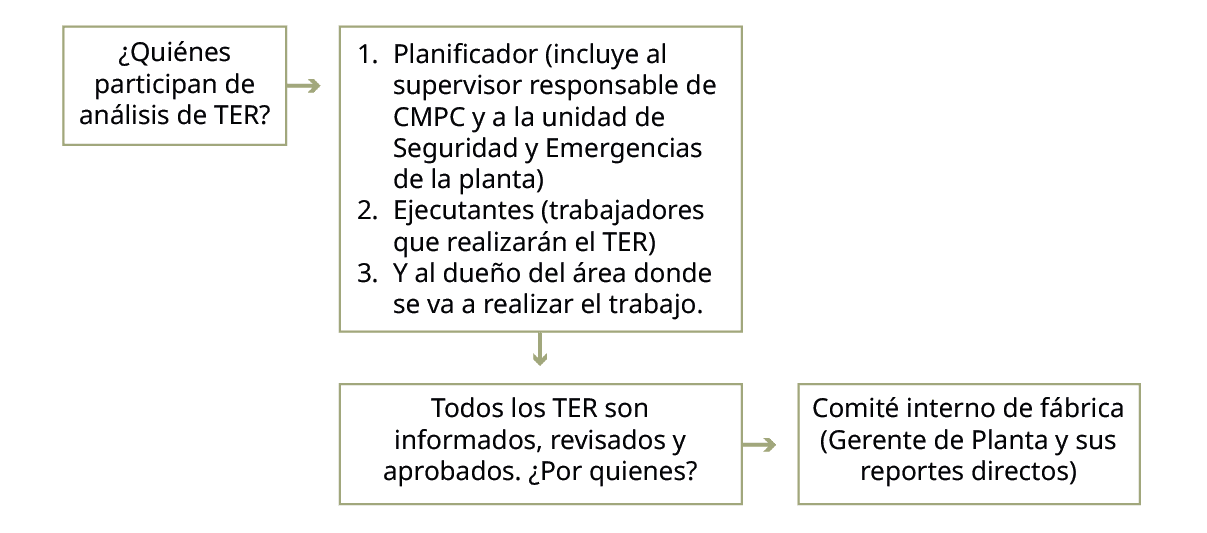 ¿Quiénes
participan de
análisis de TER?
1. Planificador (incluye al
supervisor responsable de
CMPC y a la unidad de
Seguridad y Emergencias
de la planta)
2. Ejecutantes (trabajadores
que realizarán el TER)
3. Y al dueño del área donde
se va a realizar el trabajo.
Todos los TER son
informados, revisados y
aprobados. ¿Por quienes?
Comité interno de fábrica
(Gerente de Planta y sus
reportes directos)